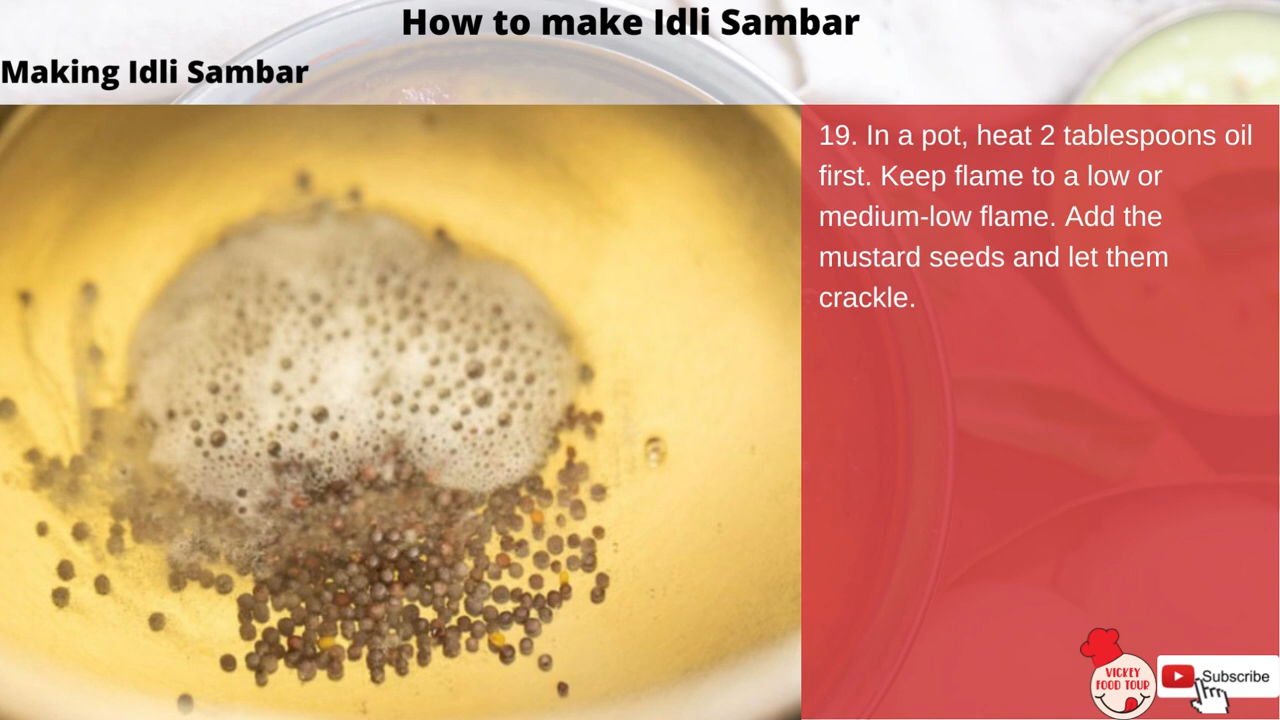 How to make Idli Sambar
Making Idli Sambar
19. In a pot, heat 2 tablespoons oil
first. Keep flame to a low or
medium-low flame. Add the
mustard seeds and let them
crackle.
VICKEY
FOOD TOUR
Subscribe